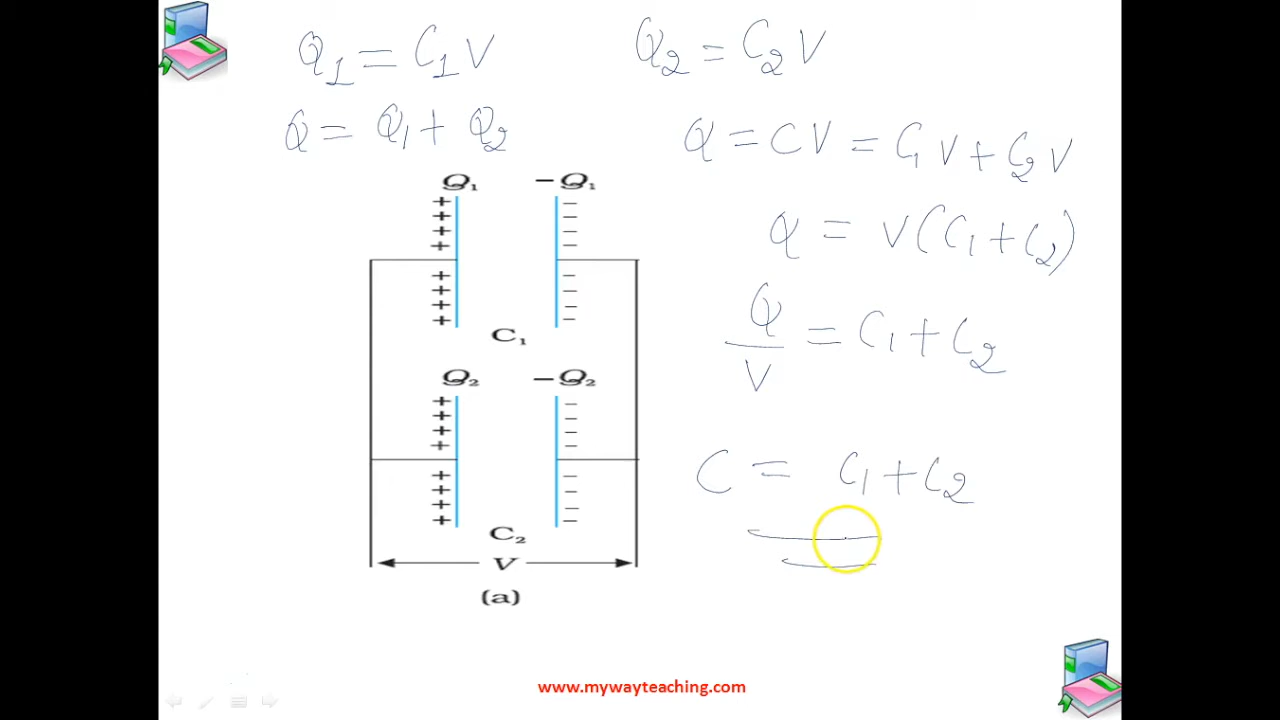 Q₁ = C₁V
Q₂ = C₂V
Q = Q₁ + Q₂
Q = CV = C₁V + C₂V
Q = V(C₁ + C₂)
Q/V = C₁ + C₂
C = C₁ + C₂
Q₁ −Q₁
C₁
Q₂ −Q₂
C₂
V
(a)
www.mywayteaching.com